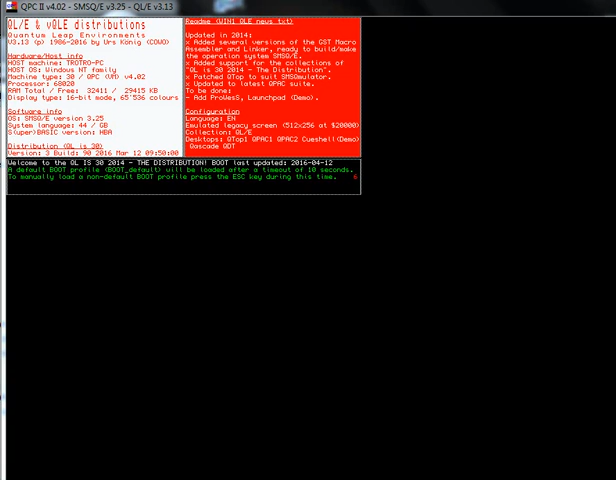 QPC II v4.02 - SMSQ/E v3.25 - QL/E v3.13
QL/E & vQLE distributions
Quantum Leap Environments
V3.13 (p) 1986-2016 by Urs König (COWO)
Hardware/Host info
HOST machine: TROTRO-PC
HOST OS: Windows NT family
Machine type: 30 / QPC (VM) v4.02
Processor: 68020
RAM Total / Free: 32411 / 29415 KB
Display type: 16-bit mode, 65'536 colours
Software info
OS: SMSQ/E version 3.25
System language: 44 / GB
S(uper)BASIC version: HBA
Distribution (QL is 30)
Version: 3 Build: 90 2016 Mar 12 09:50:00
Readme (WIN1_QLE_news_txt)
Updated in 2014:
x Added several versions of the GST Macro
Assembler and Linker, ready to build/make
the operation system SMSQ/E.
x Added support for the collections of
"QL is 30 2014 - The Distribution".
x Patched QTop to suit SMSQmulator.
x Updated to latest QPAC suite.
To be done:
- Add ProWesS, Launchpad (Demo).
Configuration
Language: EN
Emulated legacy screen (512x256 at $20000)
Collection: QL/E
Desktops: QTop1 QPAC1 QPAC2 Cueshell(Demo)
Qascade QDT
Welcome to the QL IS 30 2014 - THE DISTRIBUTION! BOOT last updated: 2016-04-12
A default BOOT profile (BOOT_default) will be loaded after a timeout of 10 seconds.
To manually load a non-default BOOT profile press the ESC key during this time. 6